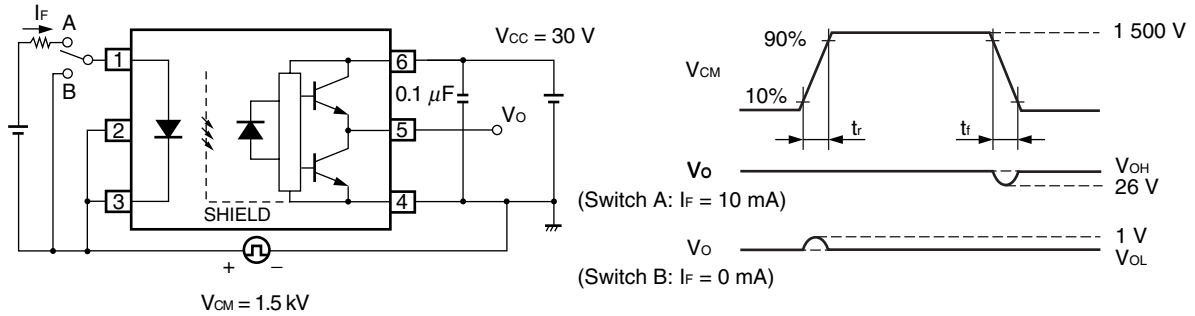 IF
A
B
1
2
3
SHIELD
6
5
4
VCC = 30 V
0.1 μF
VO
+
−
VCM = 1.5 kV
90%
10%
VCM
tr
tf
1 500 V
VO
(Switch A: IF = 10 mA)
VOH
26 V
VO
(Switch B: IF = 0 mA)
1 V
VOL